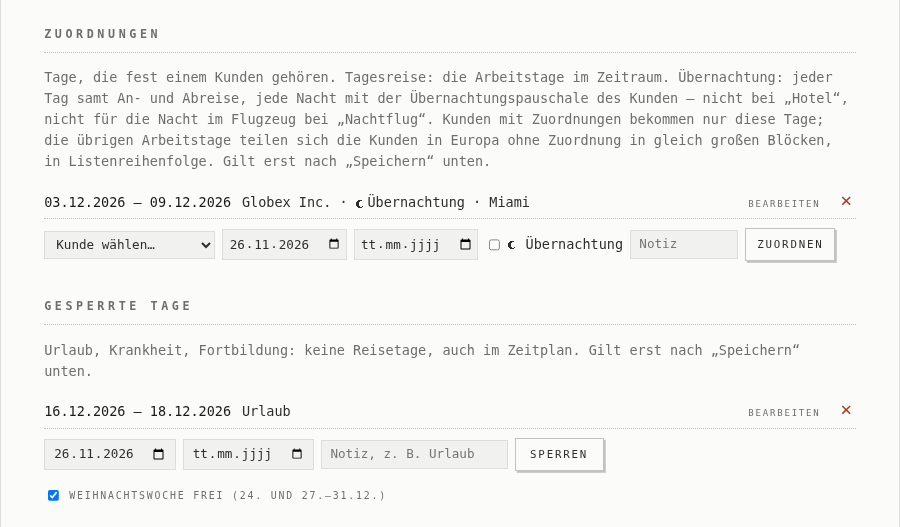 ZUORDNUNGEN
Tage, die fest einem Kunden gehören. Tagesreise: die Arbeitstage im Zeitraum. Übernachtung: jeder
Tag samt An- und Abreise, jede Nacht mit der Übernachtungspauschale des Kunden — nicht bei „Hotel“,
nicht für die Nacht im Flugzeug bei „Nachtflug“. Kunden mit Zuordnungen bekommen nur diese Tage;
die übrigen Arbeitstage teilen sich die Kunden in Europa ohne Zuordnung in gleich großen Blöcken,
in Listenreihenfolge. Gilt erst nach „Speichern“ unten.
03.12.2026 – 09.12.2026 Globex Inc. · ☾ Übernachtung · Miami BEARBEITEN ✕
Kunde wählen… 26.11.2026 tt.mm.jjjj ☾ Übernachtung Notiz ZUORDNEN
GESPERRTE TAGE
Urlaub, Krankheit, Fortbildung: keine Reisetage, auch im Zeitplan. Gilt erst nach „Speichern“
unten.
16.12.2026 – 18.12.2026 Urlaub BEARBEITEN ✕
26.11.2026 tt.mm.jjjj Notiz, z. B. Urlaub SPERREN
WEIHNACHTSWOCHE FREI (24. UND 27.–31.12.)